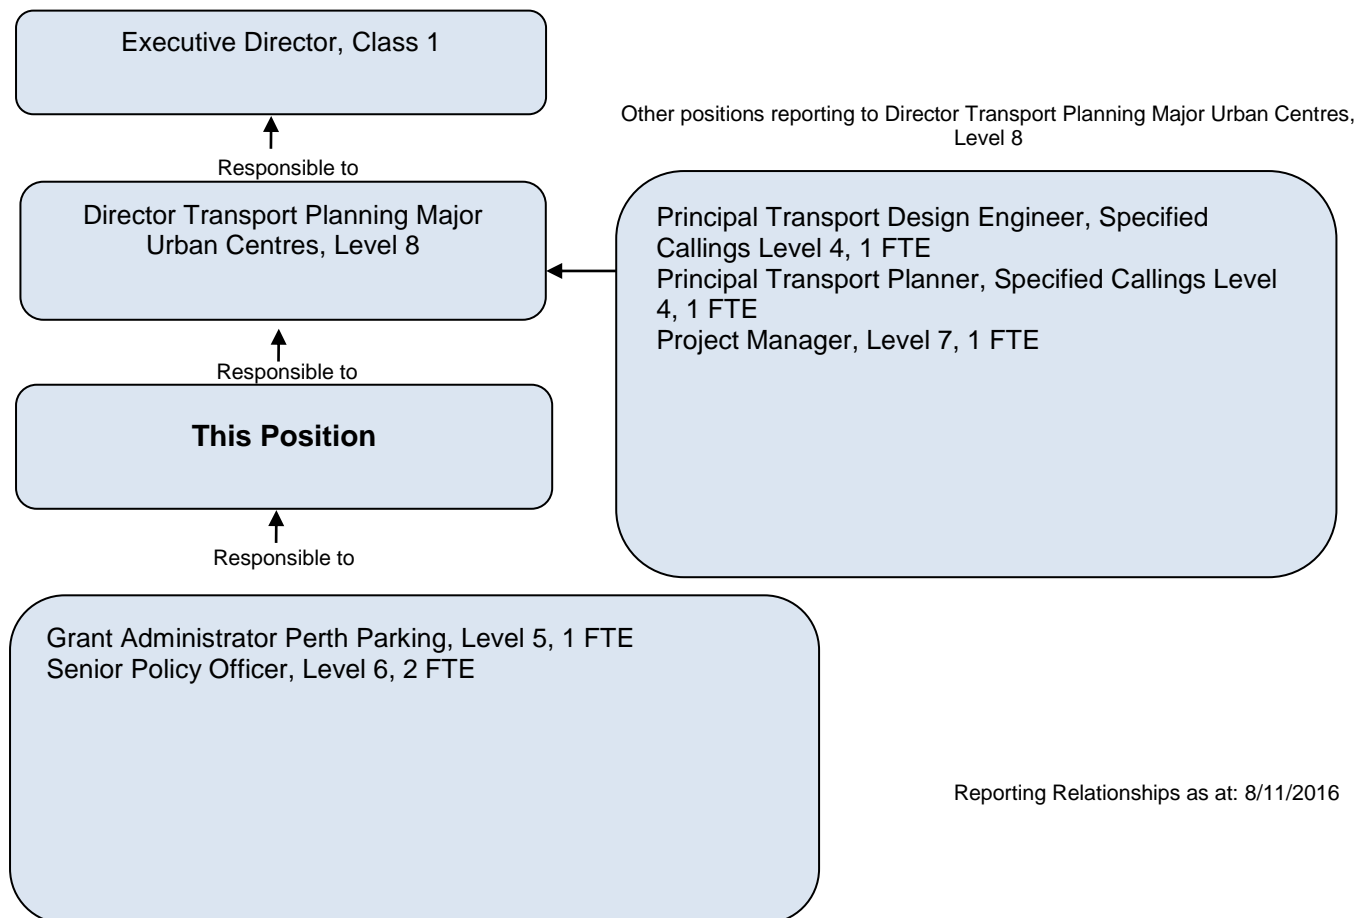 Executive Director, Class 1
Responsible to
Director Transport Planning Major
Urban Centres, Level 8
Responsible to
This Position
Responsible to
Grant Administrator Perth Parking, Level 5, 1 FTE
Senior Policy Officer, Level 6, 2 FTE
Other positions reporting to Director Transport Planning Major Urban Centres,
Level 8
Principal Transport Design Engineer, Specified
Callings Level 4, 1 FTE
Principal Transport Planner, Specified Callings Level
4, 1 FTE
Project Manager, Level 7, 1 FTE
Reporting Relationships as at: 8/11/2016